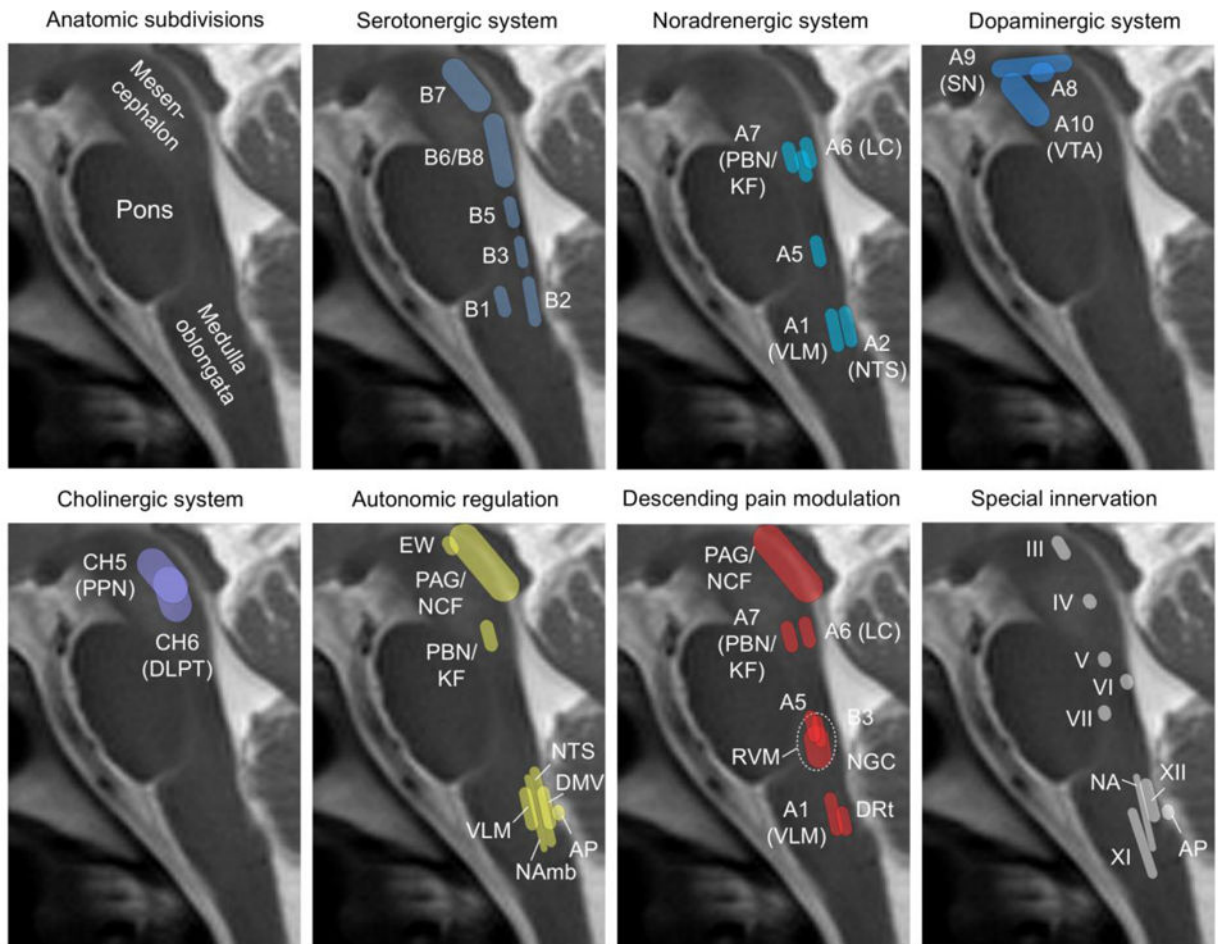 Anatomic subdivisions
Mesen-
cephalon
Pons
Medulla
oblongata
Serotonergic system
B7
B6/B8
B5
B3
B1
B2
Noradrenergic system
A7
(PBN/
KF)
A6 (LC)
A5
A1
(VLM)
A2
(NTS)
Dopaminergic system
A9
(SN)
A8
A10
(VTA)
Cholinergic system
CH5
(PPN)
CH6
(DLPT)
Autonomic regulation
EW
PAG/
NCF
PBN/
KF
NTS
DMV
VLM
AP
NAmb
Descending pain modulation
PAG/
NCF
A7
(PBN/
KF)
A6 (LC)
A5
B3
RVM
NGC
A1
(VLM)
DRt
Special innervation
III
IV
V
VI
VII
NA
XII
XI
AP